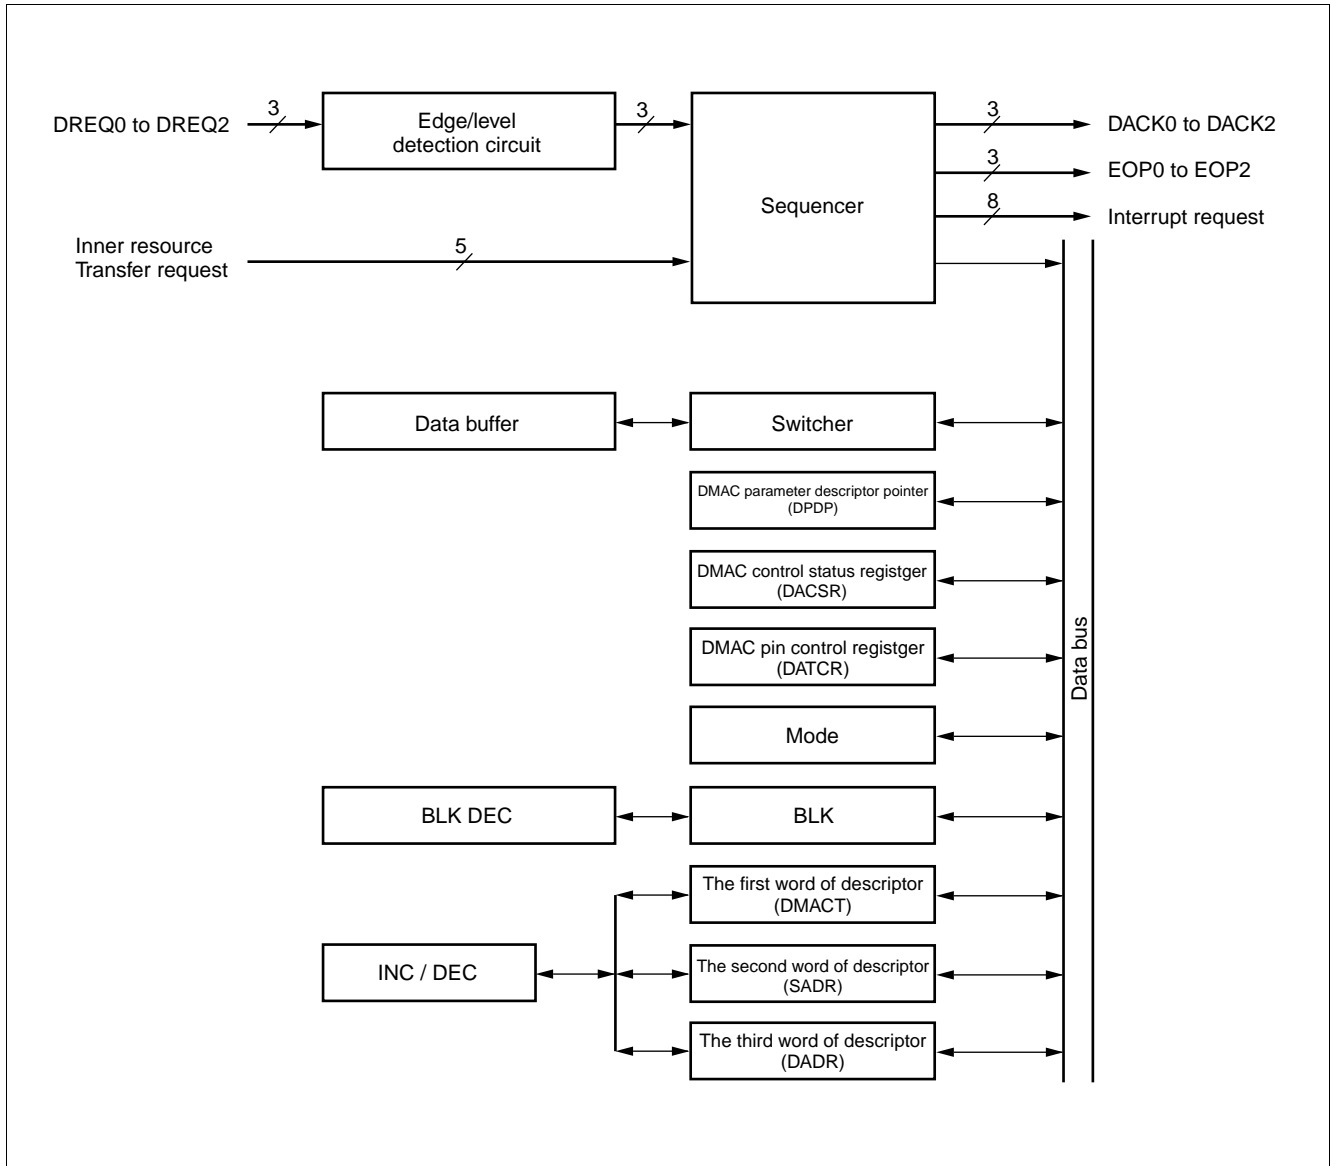 DREQ0 to DREQ2
3
Edge/level
detection circuit
3
Sequencer
3
DACK0 to DACK2
3
EOP0 to EOP2
8
Interrupt request
Inner resource
Transfer request
5
Data buffer
Switcher
DMAC parameter descriptor pointer
(DPDP)
DMAC control status registger
(DACSR)
DMAC pin control registger
(DATCR)
Data bus
Mode
BLK DEC
BLK
The first word of descriptor
(DMACT)
INC / DEC
The second word of descriptor
(SADR)
The third word of descriptor
(DADR)